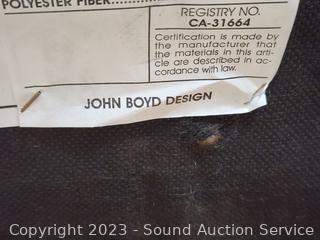 POLYESTER FIBER
REGISTRY NO.
CA-31664
Certification is made by
the manufacturer that
the materials in this arti-
cle are described in ac-
cordance with law.
JOHN BOYD DESIGN
Copyright 2023 - Sound Auction Service